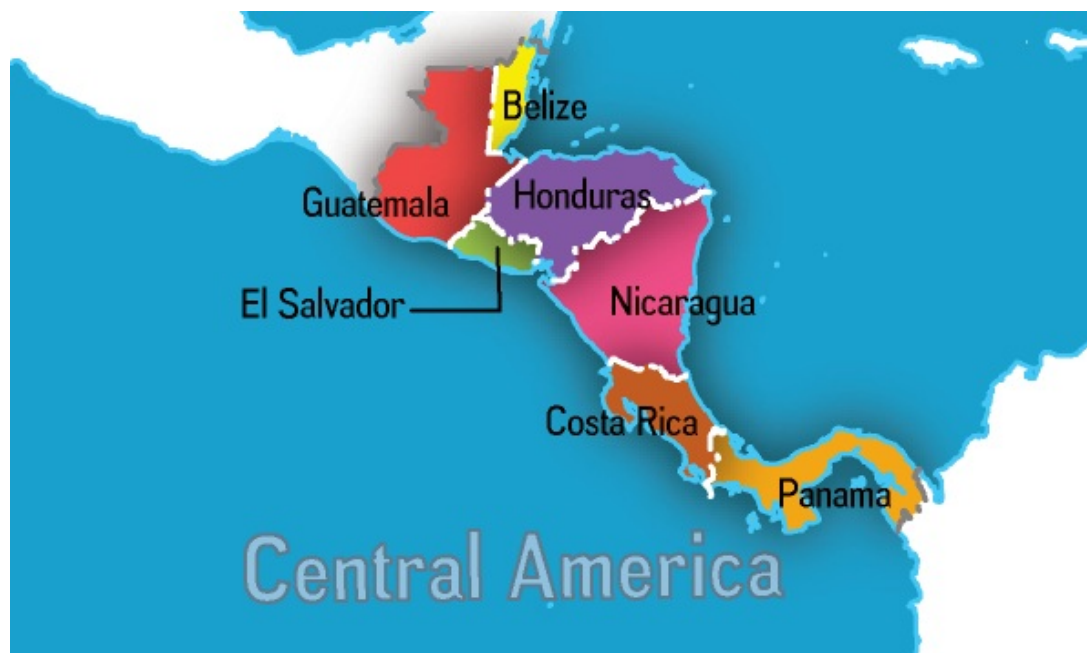 Belize
Guatemala
Honduras
El Salvador
Nicaragua
Costa Rica
Panama
Central America